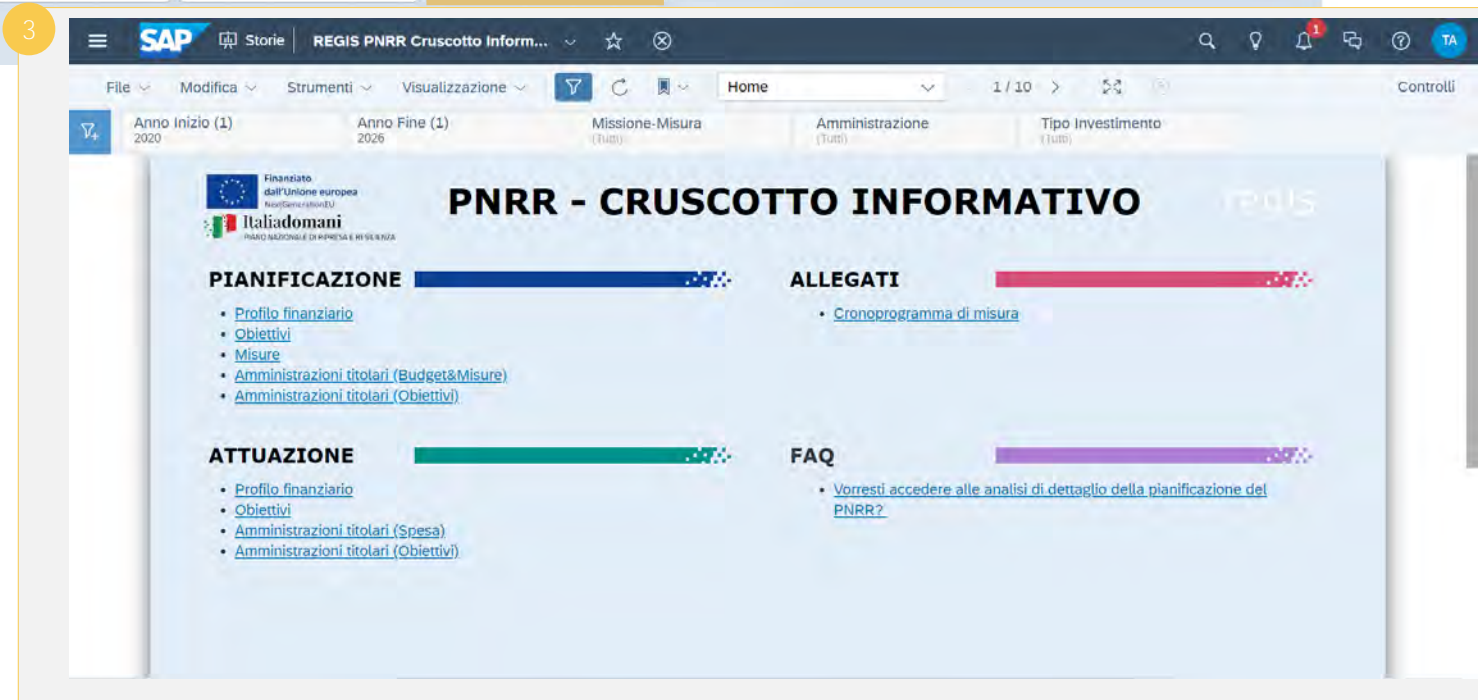 3
SAP Storie REGIS PNRR Cruscotto Inform...
1
TA
File Modifica Strumenti Visualizzazione Home 1 / 10 Controlli
Anno Inizio (1) Anno Fine (1) Missione-Misura Amministrazione Tipo Investimento
2020 2026 (Tutti) (Tutti) (Tutti)
Finanziato
dall'Unione europea
NextGenerationEU
Italiadomani
PIANO NAZIONALE DI RIPRESA E RESILIENZA
PNRR - CRUSCOTTO INFORMATIVO
regis
PIANIFICAZIONE
• Profilo finanziario
• Obiettivi
• Misure
• Amministrazioni titolari (Budget&Misure)
• Amministrazioni titolari (Obiettivi)
ALLEGATI
• Cronoprogramma di misura
ATTUAZIONE
• Profilo finanziario
• Obiettivi
• Amministrazioni titolari (Spesa)
• Amministrazioni titolari (Obiettivi)
FAQ
• Vorresti accedere alle analisi di dettaglio della pianificazione del
PNRR?